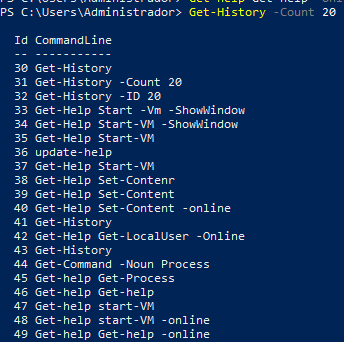 PS C:\Users\Administrador> Get-History -Count 20
Id CommandLine
-- -----------
30 Get-History
31 Get-History -Count 20
32 Get-History -ID 20
33 Get-Help Start -Vm -ShowWindow
34 Get-Help Start-VM -ShowWindow
35 Get-Help Start-VM
36 update-help
37 Get-Help Start-VM
38 Get-Help Set-Contenr
39 Get-Help Set-Content
40 Get-Help Set-Content -online
41 Get-History
42 Get-Help Get-LocalUser -Online
43 Get-History
44 Get-Command -Noun Process
45 Get-help Get-Process
46 Get-Help Get-help
47 Get-help start-VM
48 Get-help start-VM -online
49 Get-help Get-help -online